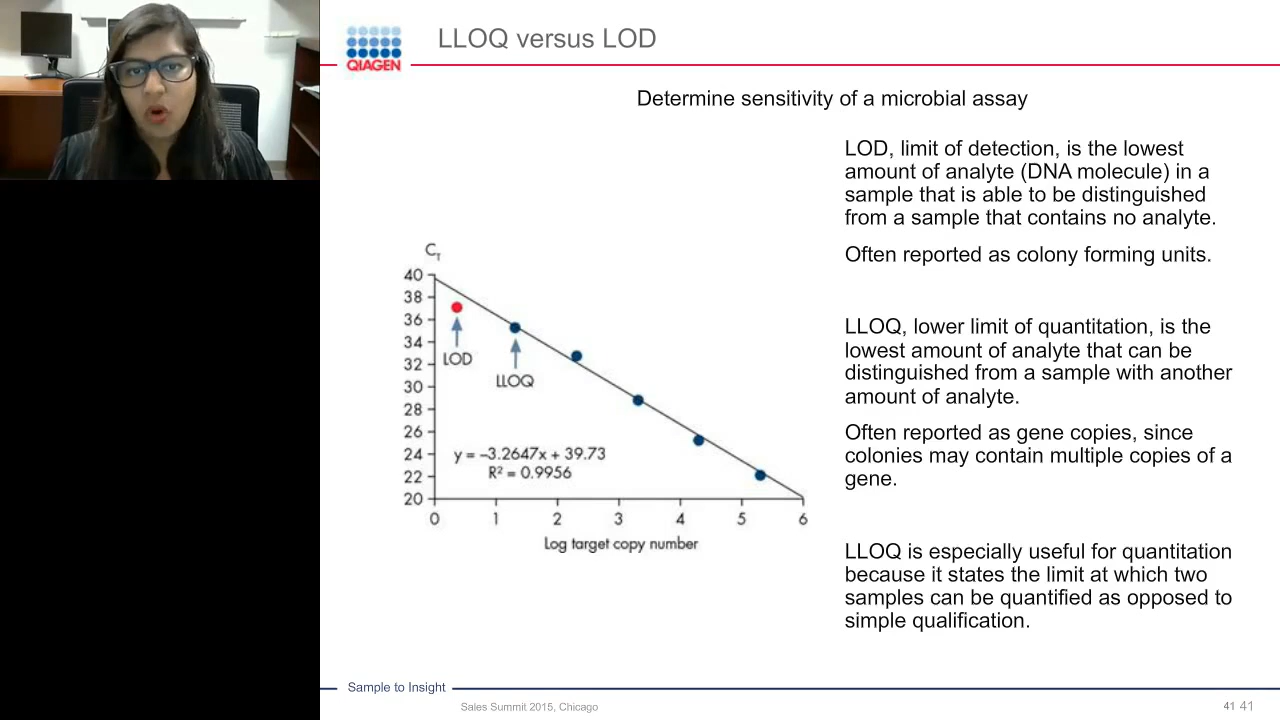 QIAGEN
LLOQ versus LOD
Determine sensitivity of a microbial assay
LOD, limit of detection, is the lowest
amount of analyte (DNA molecule) in a
sample that is able to be distinguished
from a sample that contains no analyte.
Often reported as colony forming units.
LLOQ, lower limit of quantitation, is the
lowest amount of analyte that can be
distinguished from a sample with another
amount of analyte.
Often reported as gene copies, since
colonies may contain multiple copies of a
gene.
LLOQ is especially useful for quantitation
because it states the limit at which two
samples can be quantified as opposed to
simple qualification.
CT
40
38
36
34
32
30
28
26
24
22
20
LOD
LLOQ
y = –3.2647x + 39.73
R² = 0.9956
0 1 2 3 4 5 6
Log target copy number
Sample to Insight
Sales Summit 2015, Chicago
41 41